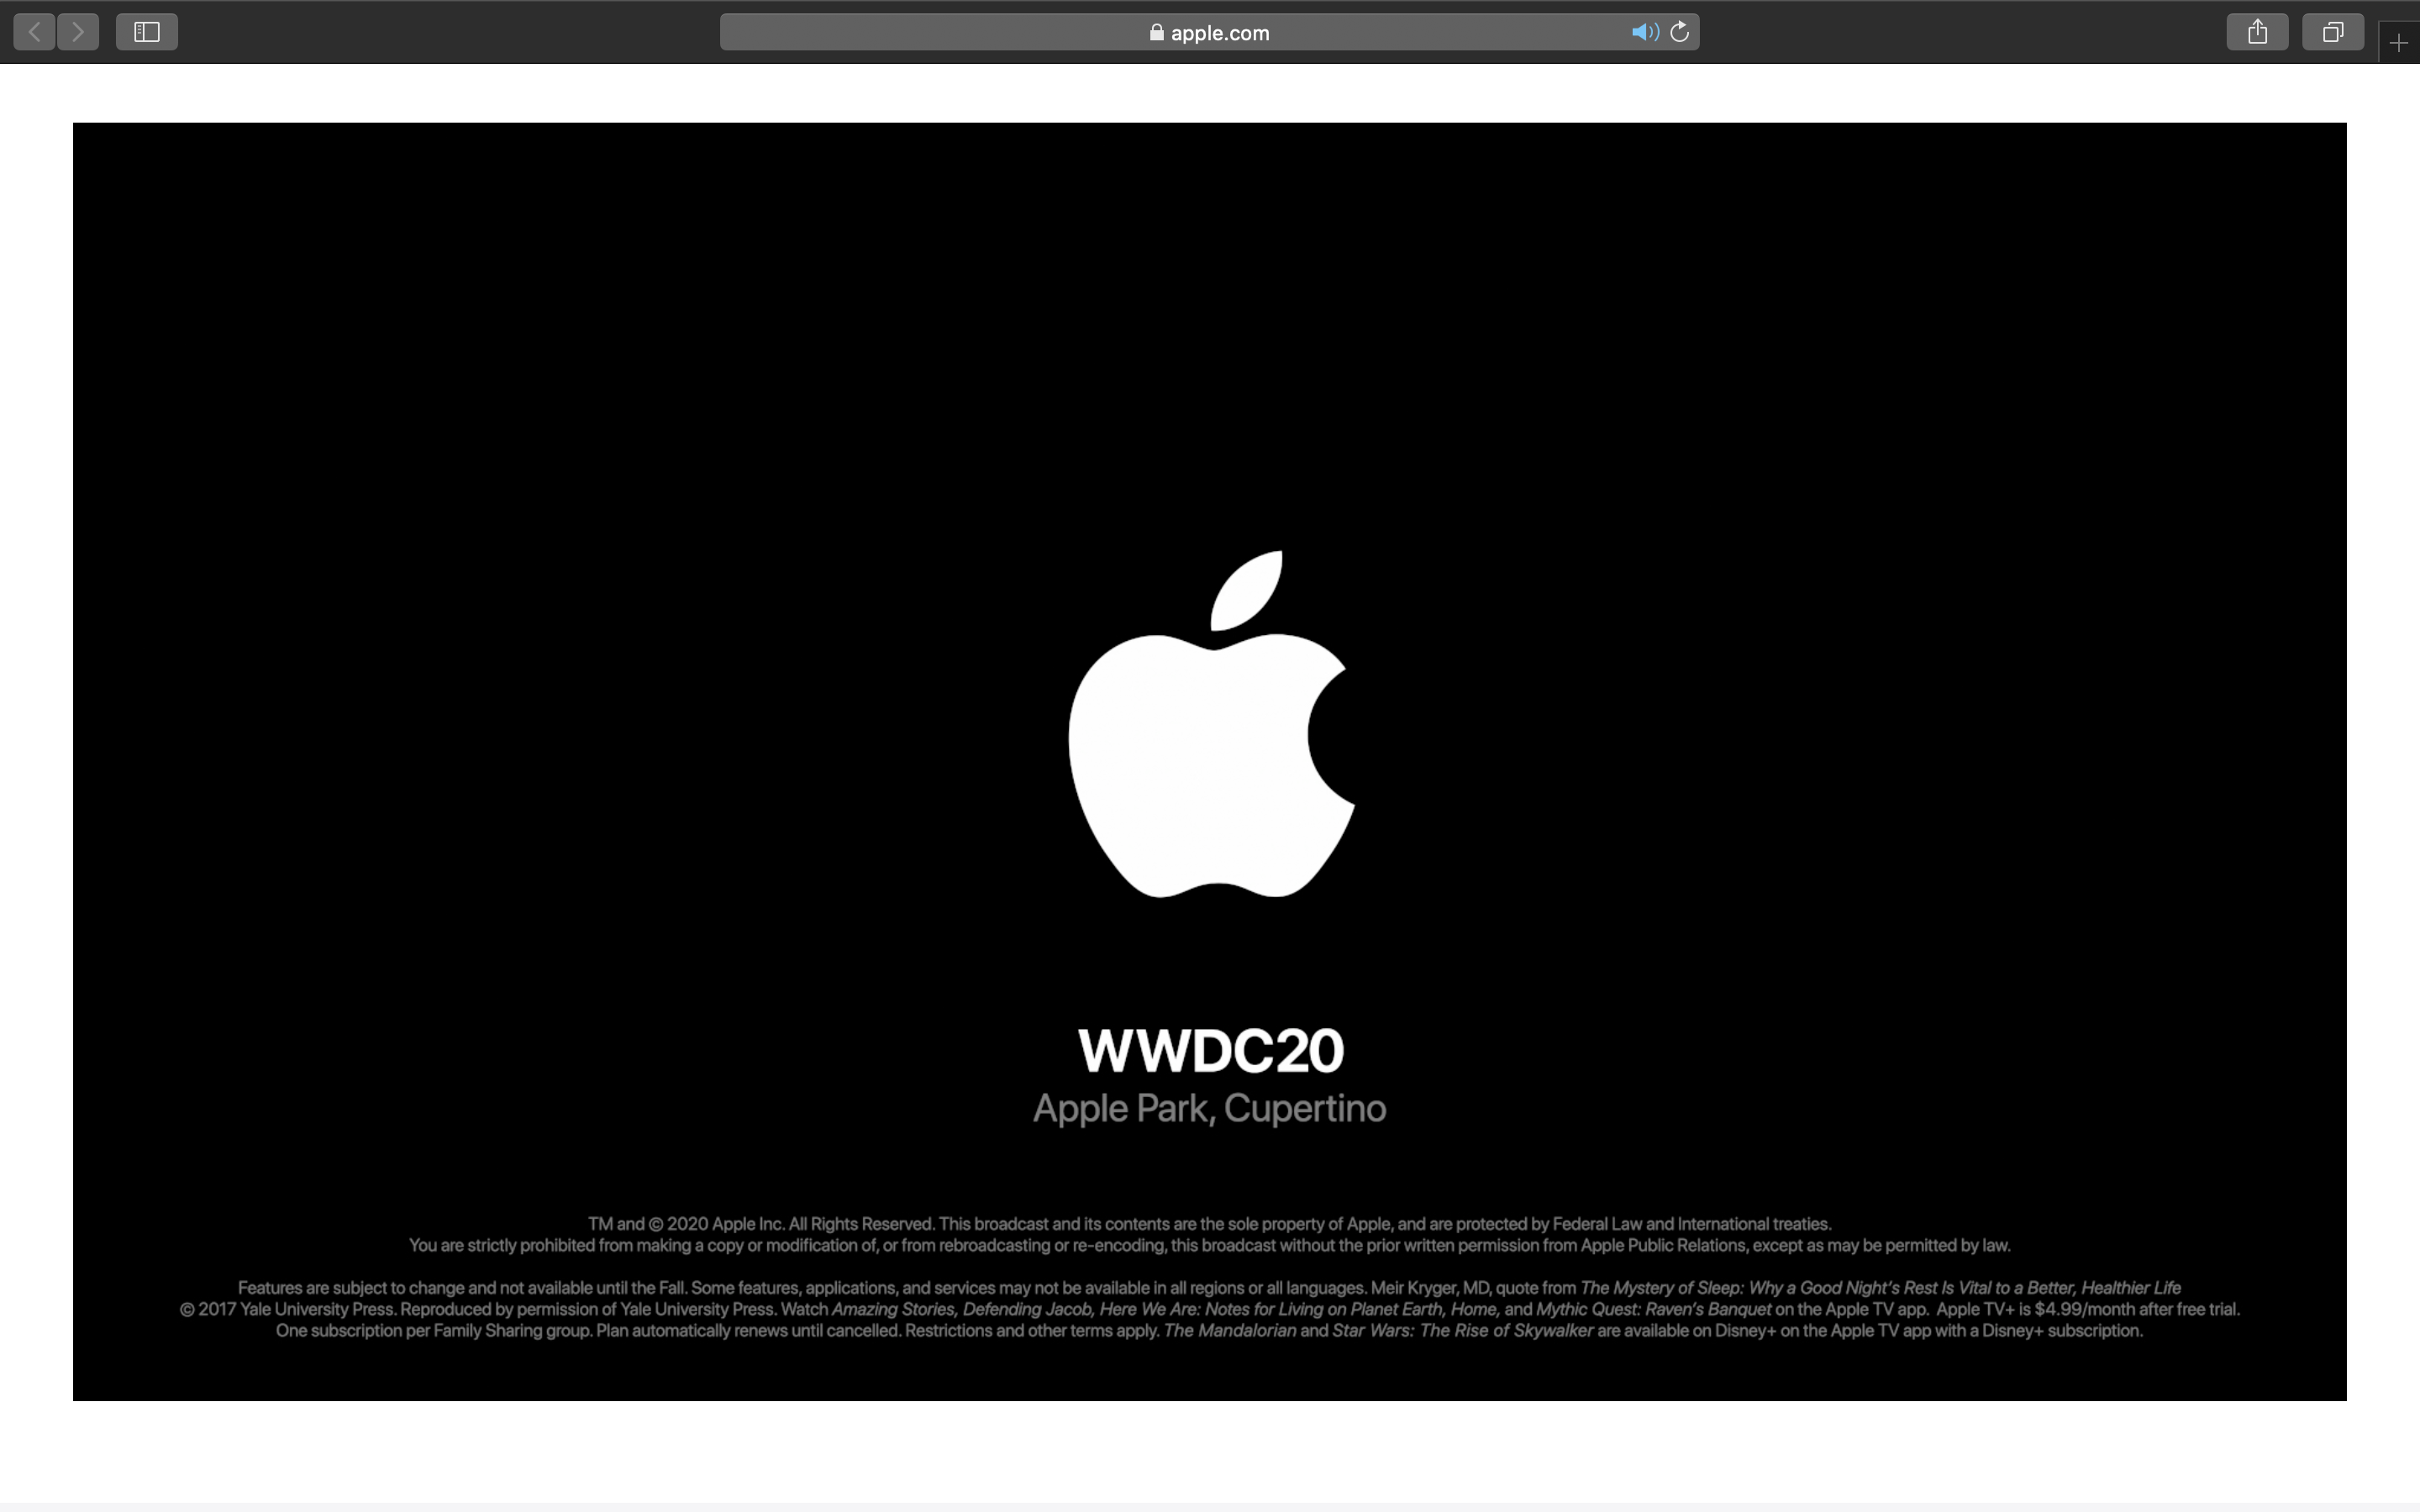 apple.com
WWDC20
Apple Park, Cupertino
TM and © 2020 Apple Inc. All Rights Reserved. This broadcast and its contents are the sole property of Apple, and are protected by Federal Law and International treaties.
You are strictly prohibited from making a copy or modification of, or from rebroadcasting or re-encoding, this broadcast without the prior written permission from Apple Public Relations, except as may be permitted by law.
Features are subject to change and not available until the Fall. Some features, applications, and services may not be available in all regions or all languages. Meir Kryger, MD, quote from The Mystery of Sleep: Why a Good Night's Rest Is Vital to a Better, Healthier Life
© 2017 Yale University Press. Reproduced by permission of Yale University Press. Watch Amazing Stories, Defending Jacob, Here We Are: Notes for Living on Planet Earth, Home, and Mythic Quest: Raven's Banquet on the Apple TV app. Apple TV+ is $4.99/month after free trial.
One subscription per Family Sharing group. Plan automatically renews until cancelled. Restrictions and other terms apply. The Mandalorian and Star Wars: The Rise of Skywalker are available on Disney+ on the Apple TV app with a Disney+ subscription.